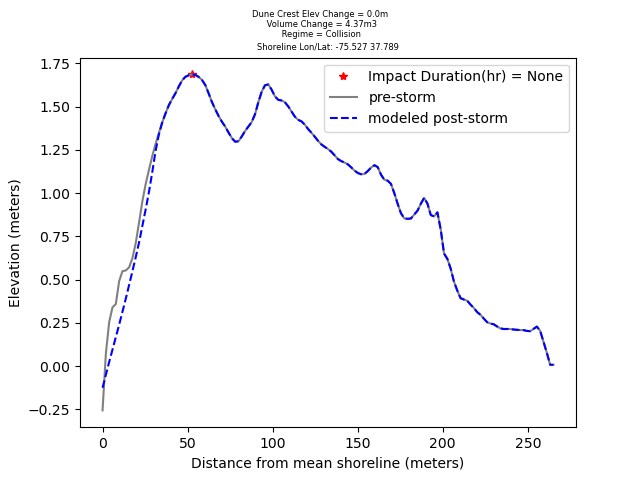 Dune Crest Elev Change = 0.0m
Volume Change = 4.37m3
Regime = Collision
Shoreline Lon/Lat: -75.527 37.789
Impact Duration(hr) = None
pre-storm
modeled post-storm
Elevation (meters)
1.75
1.50
1.25
1.00
0.75
0.50
0.25
0.00
−0.25
0 50 100 150 200 250
Distance from mean shoreline (meters)